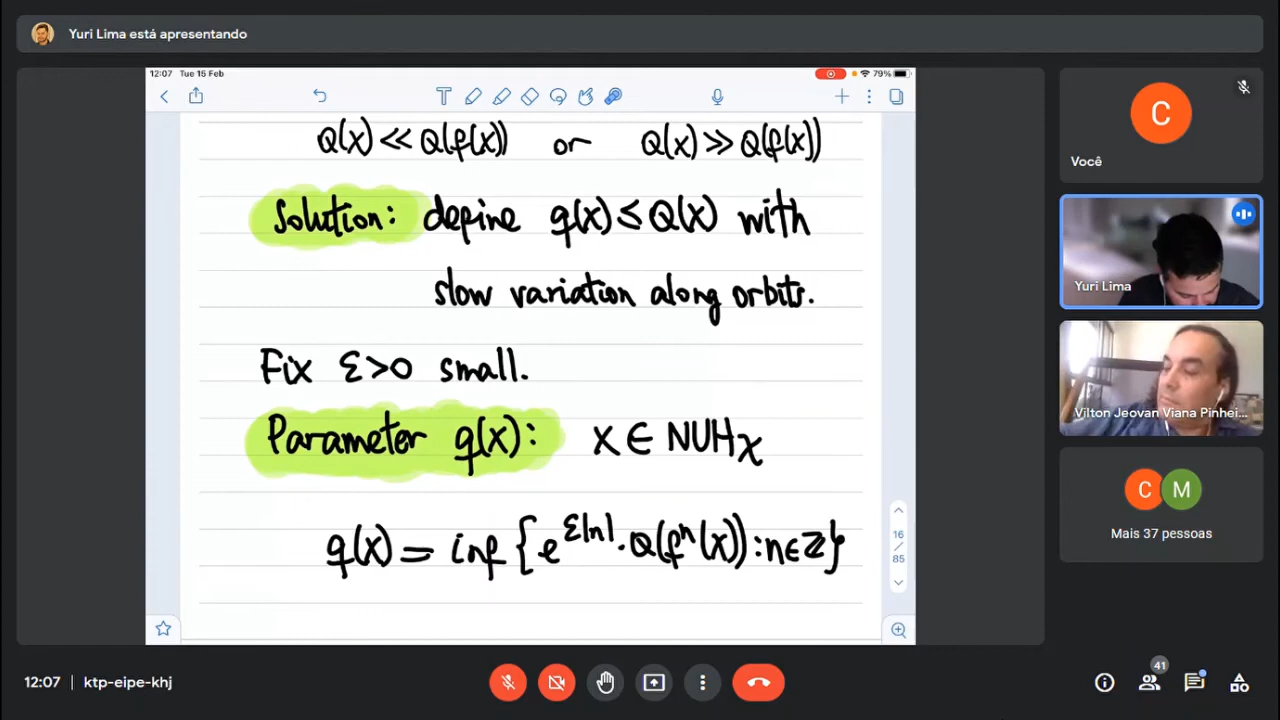 Yuri Lima está apresentando
12:07 Tue 15 Feb
79%
Q(x) << Q(f(x)) or Q(x) >> Q(f(x))
Solution: define q(x) ≤ Q(x) with
slow variation along orbits.
Fix ε>0 small.
Parameter q(x): x ∈ NUHχ
q(x) = inf { e^{ε|n|} · Q(fⁿ(x)) : n∈ℤ }
16
85
C
Você
Yuri Lima
Vilton Jeovan Viana Pinhei...
C M
Mais 37 pessoas
12:07 | ktp-eipe-khj
41